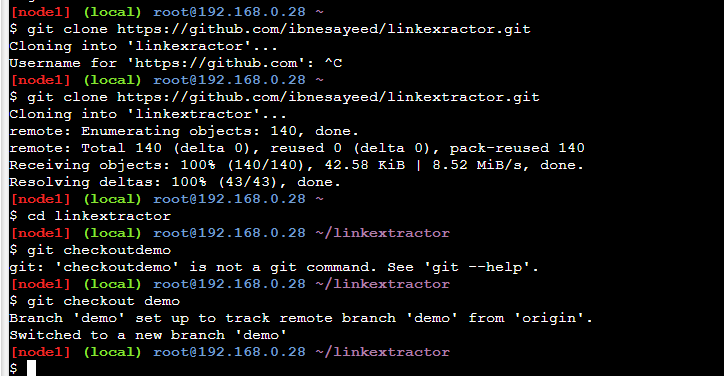 [node1] (local) root@192.168.0.28 ~
$ git clone https://github.com/ibnesayeed/linkexractor.git
Cloning into 'linkexractor'...
Username for 'https://github.com': ^C
[node1] (local) root@192.168.0.28 ~
$ git clone https://github.com/ibnesayeed/linkextractor.git
Cloning into 'linkextractor'...
remote: Enumerating objects: 140, done.
remote: Total 140 (delta 0), reused 0 (delta 0), pack-reused 140
Receiving objects: 100% (140/140), 42.58 KiB | 8.52 MiB/s, done.
Resolving deltas: 100% (43/43), done.
[node1] (local) root@192.168.0.28 ~
$ cd linkextractor
[node1] (local) root@192.168.0.28 ~/linkextractor
$ git checkoutdemo
git: 'checkoutdemo' is not a git command. See 'git --help'.
[node1] (local) root@192.168.0.28 ~/linkextractor
$ git checkout demo
Branch 'demo' set up to track remote branch 'demo' from 'origin'.
Switched to a new branch 'demo'
[node1] (local) root@192.168.0.28 ~/linkextractor
$